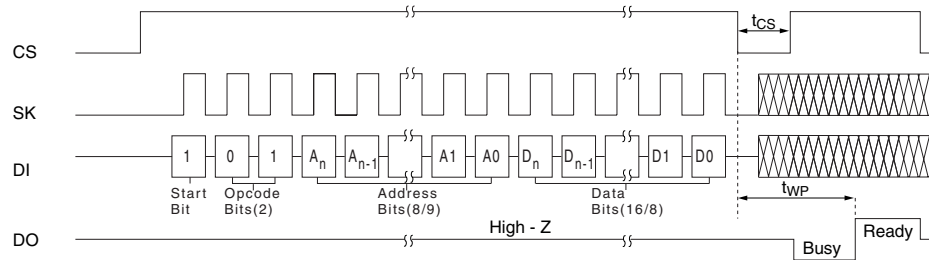 t_CS
CS
SK
DI
1 0 1 A_n A_n-1 A1 A0 D_n D_n-1 D1 D0
Start Bit
Opcode Bits(2)
Address Bits(8/9)
Data Bits(16/8)
t_WP
DO
High - Z
Busy
Ready